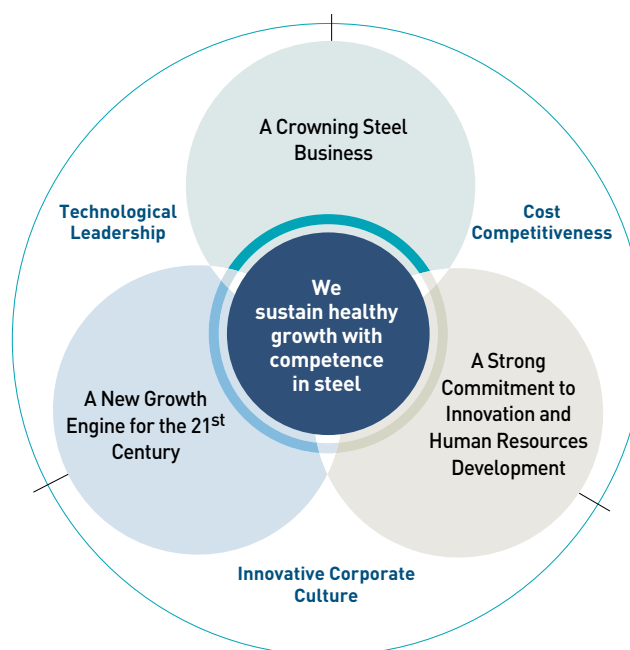 A Crowning Steel
Business
Technological
Leadership
Cost
Competitiveness
We
sustain healthy
growth with
competence
in steel
A New Growth
Engine for the 21st
Century
A Strong
Commitment to
Innovation and
Human Resources
Development
Innovative Corporate
Culture